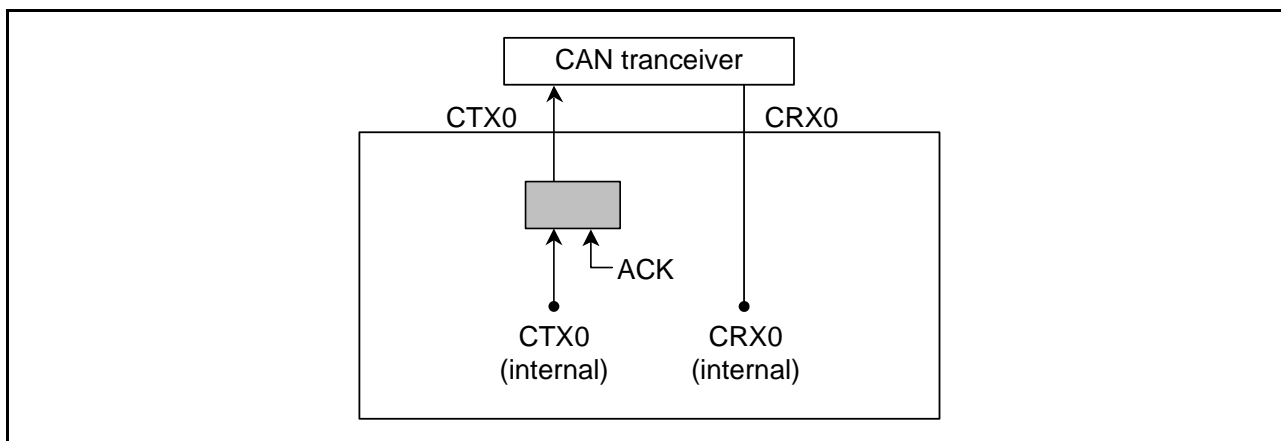 CAN tranceiver
CTX0
CRX0
ACK
CTX0
(internal)
CRX0
(internal)